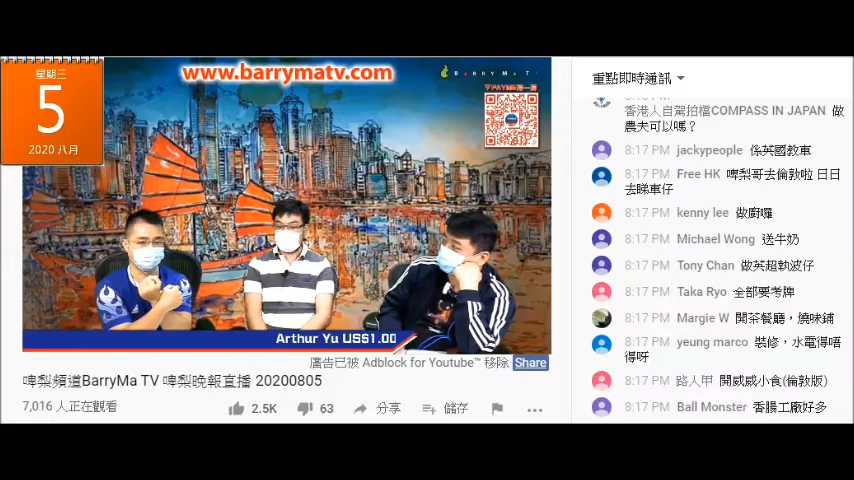 星期三
5
2020 八月
www.barrymatv.com
BARRY MA T
Arthur Yu US$1.00
廣告已被 Adblock for Youtube™ 移除 Share
啤梨頻道BarryMa TV 啤梨晚報直播 20200805
7,016 人正在觀看
2.5K
63
分享
儲存
重點即時通訊
香港人自駕拍檔COMPASS IN JAPAN 做
農夫可以嗎？
8:17 PM jackypeople 係英國教車
8:17 PM Free HK 啤梨哥去倫敦啦 日日
去睇車仔
8:17 PM kenny lee 做廚囉
8:17 PM Michael Wong 送牛奶
8:17 PM Tony Chan 做英超執波仔
8:17 PM Taka Ryo 全部要考牌
8:17 PM Margie W 開茶餐廳，燒味鋪
8:17 PM yeung marco 裝修，水電得唔
得呀
8:17 PM 路人甲 開威威小食(倫敦版)
8:17 PM Ball Monster 香腸工廠好多